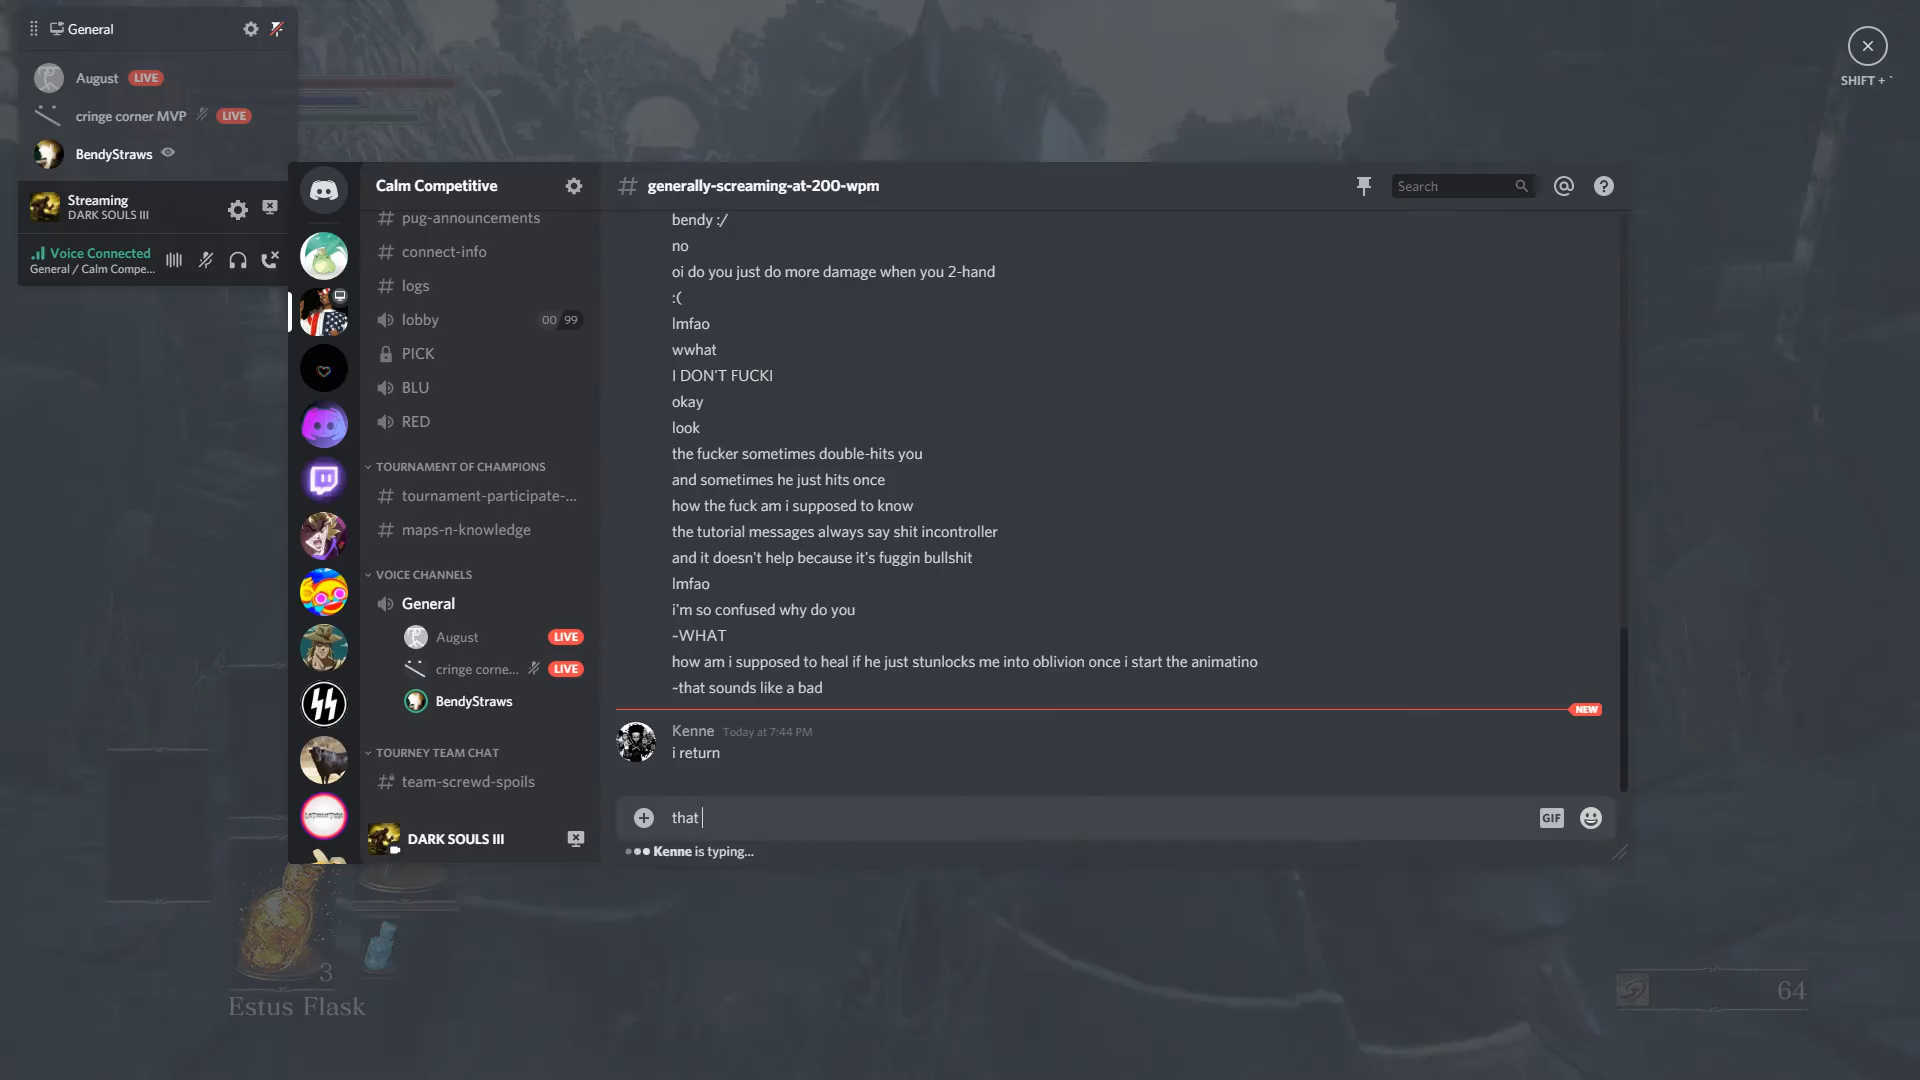 General
August LIVE
cringe corner MVP LIVE
BendyStraws
Streaming
DARK SOULS III
Voice Connected
General / Calm Compe...
SHIFT + `
Calm Competitive
pug-announcements
connect-info
logs
lobby 00 99
PICK
BLU
RED
TOURNAMENT OF CHAMPIONS
tournament-participate-...
maps-n-knowledge
VOICE CHANNELS
General
August LIVE
cringe corne... LIVE
BendyStraws
TOURNEY TEAM CHAT
team-screwd-spoils
DARK SOULS III
generally-screaming-at-200-wpm
Search
bendy :/
no
oi do you just do more damage when you 2-hand
:(
lmfao
wwhat
I DON'T FUCKI
okay
look
the fucker sometimes double-hits you
and sometimes he just hits once
how the fuck am i supposed to know
the tutorial messages always say shit incontroller
and it doesn't help because it's fuggin bullshit
lmfao
i'm so confused why do you
~WHAT
how am i supposed to heal if he just stunlocks me into oblivion once i start the animatino
~that sounds like a bad
NEW
Kenne Today at 7:44 PM
i return
that
GIF
Kenne is typing...
3
Estus Flask
64